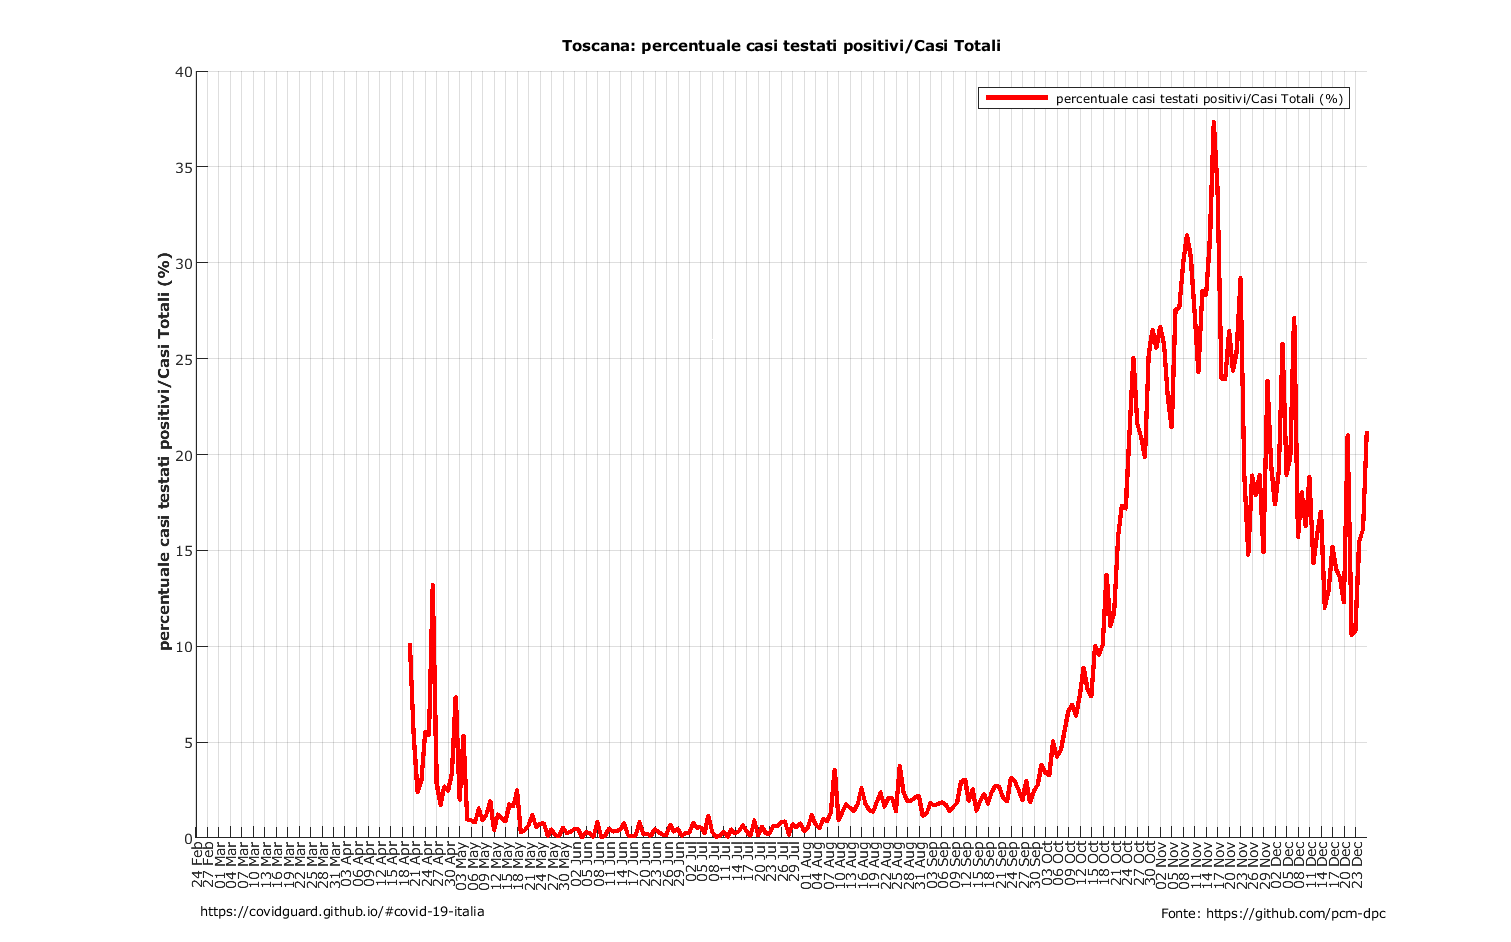 Toscana: percentuale casi testati positivi/Casi Totali
percentuale casi testati positivi/Casi Totali (%)
percentuale casi testati positivi/Casi Totali (%)
40
35
30
25
20
15
10
5
0
24 Feb
27 Feb
01 Mar
04 Mar
07 Mar
10 Mar
13 Mar
16 Mar
19 Mar
22 Mar
25 Mar
28 Mar
31 Mar
03 Apr
06 Apr
09 Apr
12 Apr
15 Apr
18 Apr
21 Apr
24 Apr
27 Apr
30 Apr
03 May
06 May
09 May
12 May
15 May
18 May
21 May
24 May
27 May
30 May
02 Jun
05 Jun
08 Jun
11 Jun
14 Jun
17 Jun
20 Jun
23 Jun
26 Jun
29 Jun
02 Jul
05 Jul
08 Jul
11 Jul
14 Jul
17 Jul
20 Jul
23 Jul
26 Jul
29 Jul
01 Aug
04 Aug
07 Aug
10 Aug
13 Aug
16 Aug
19 Aug
22 Aug
25 Aug
28 Aug
31 Aug
03 Sep
06 Sep
09 Sep
12 Sep
15 Sep
18 Sep
21 Sep
24 Sep
27 Sep
30 Sep
03 Oct
06 Oct
09 Oct
12 Oct
15 Oct
18 Oct
21 Oct
24 Oct
27 Oct
30 Oct
02 Nov
05 Nov
08 Nov
11 Nov
14 Nov
17 Nov
20 Nov
23 Nov
26 Nov
29 Nov
02 Dec
05 Dec
08 Dec
11 Dec
14 Dec
17 Dec
20 Dec
23 Dec
https://covidguard.github.io/#covid-19-italia
Fonte: https://github.com/pcm-dpc